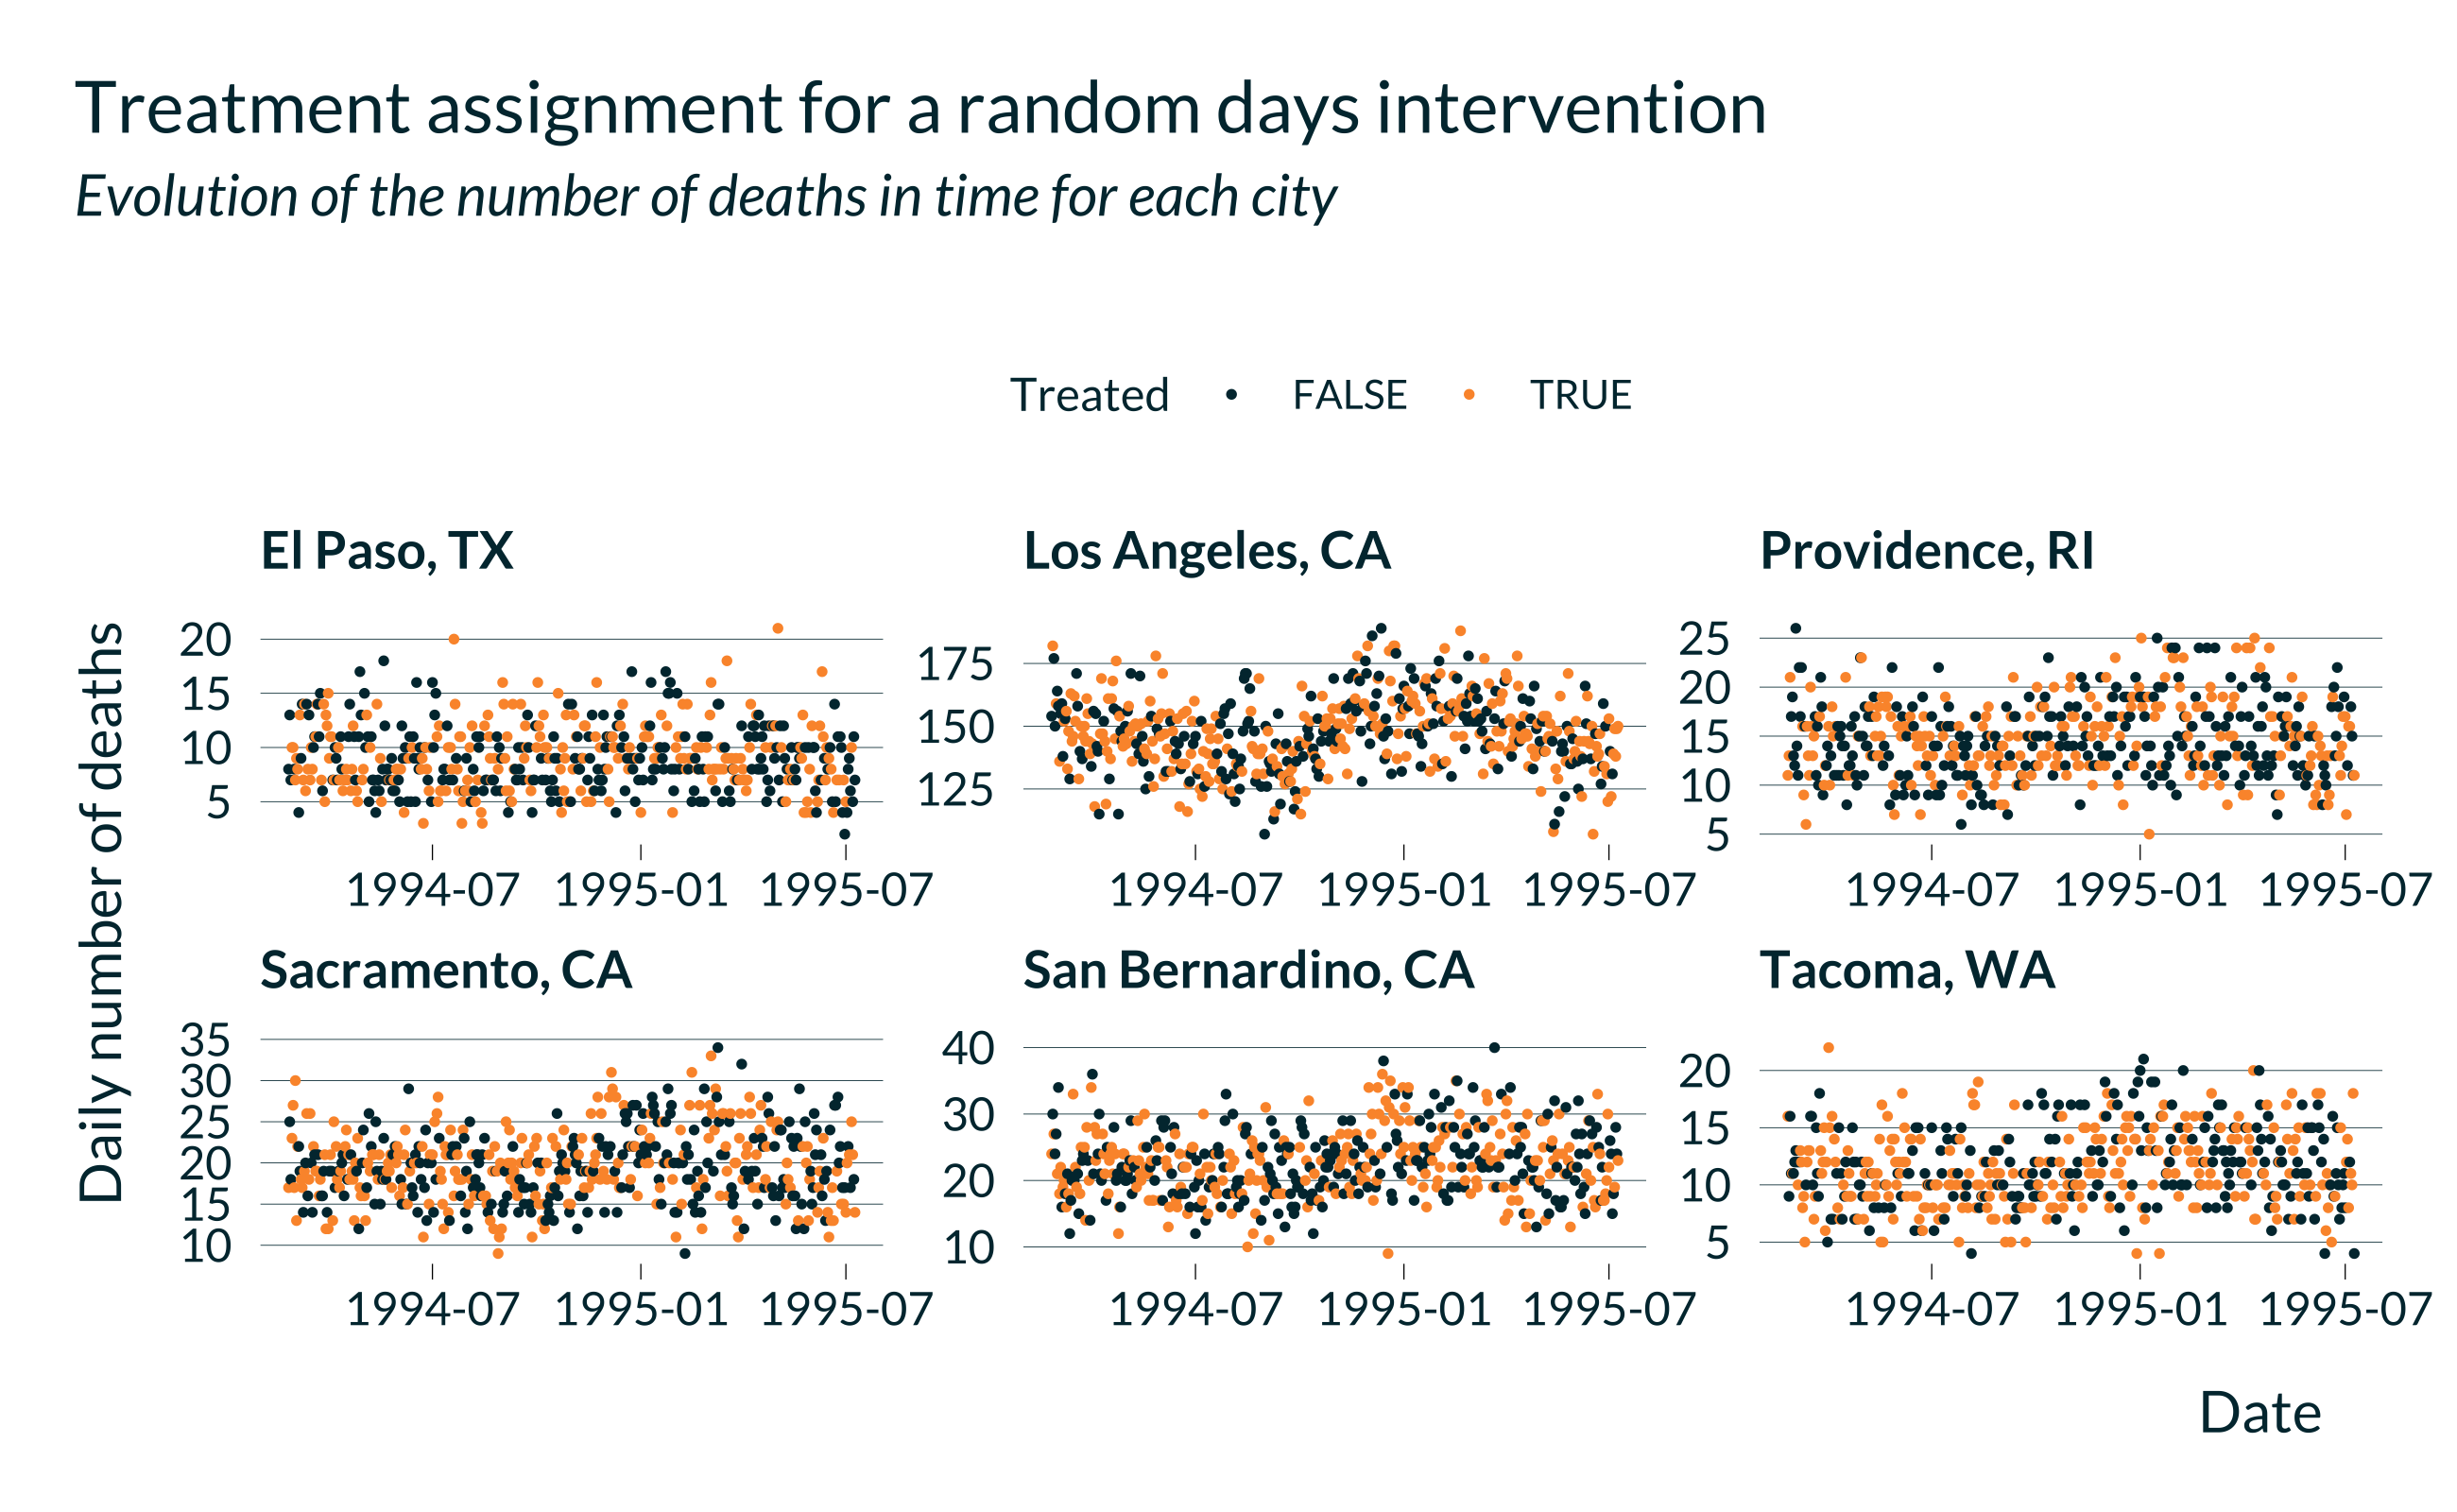 Treatment assignment for a random days intervention
Evolution of the number of deaths in time for each city
Treated FALSE TRUE
Daily number of deaths
El Paso, TX
20
15
10
5
1994-07 1995-01 1995-07
Los Angeles, CA
175
150
125
1994-07 1995-01 1995-07
Providence, RI
25
20
15
10
5
1994-07 1995-01 1995-07
Sacramento, CA
35
30
25
20
15
10
1994-07 1995-01 1995-07
San Bernardino, CA
40
30
20
10
1994-07 1995-01 1995-07
Tacoma, WA
20
15
10
5
1994-07 1995-01 1995-07
Date